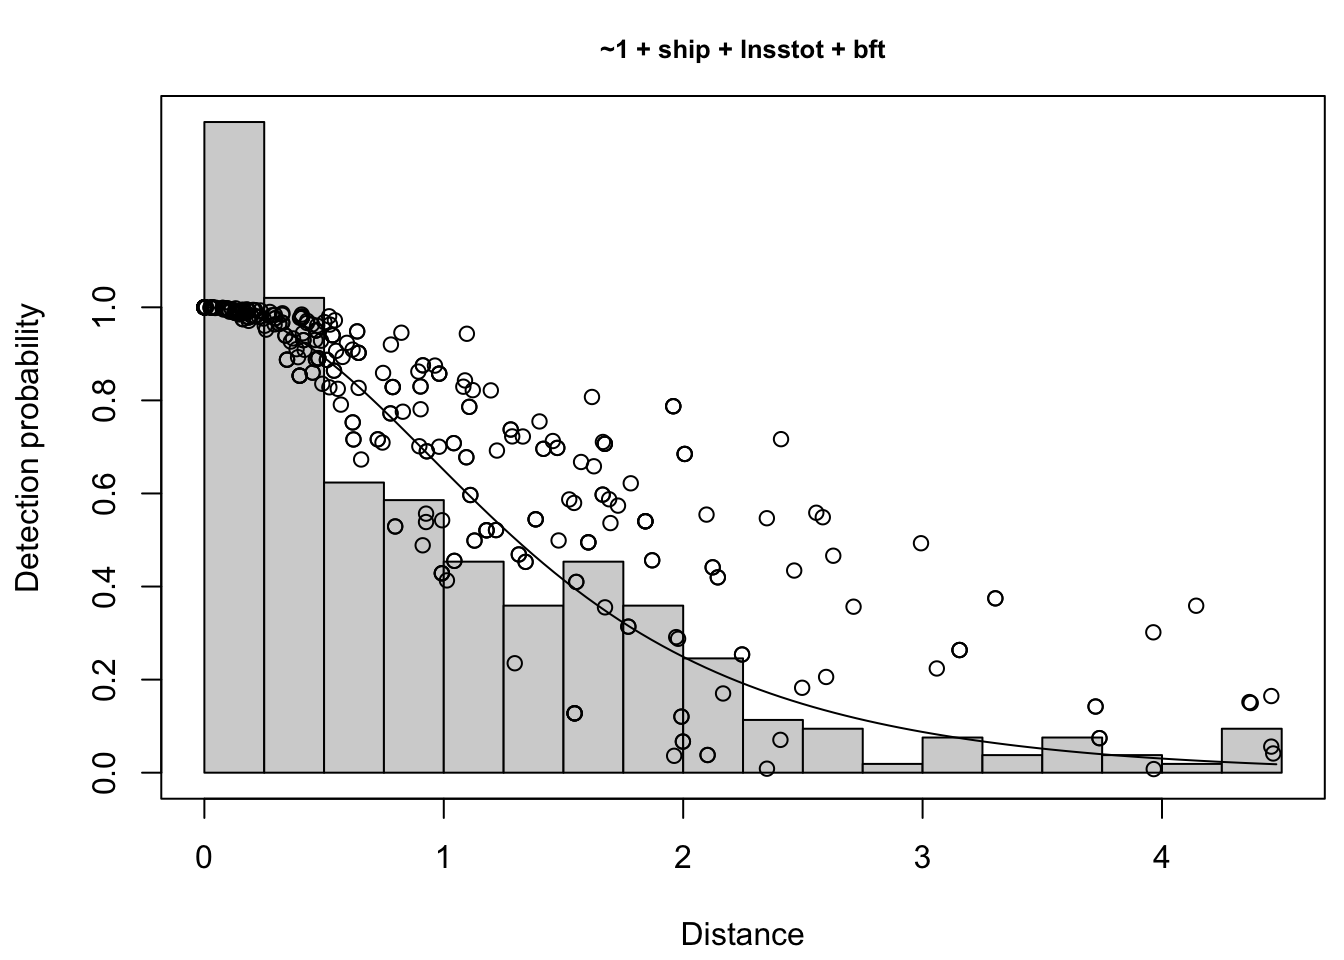 ~1 + ship + lnsstot + bft
Detection probability
1.0
0.8
0.6
0.4
0.2
0.0
0 1 2 3 4
Distance